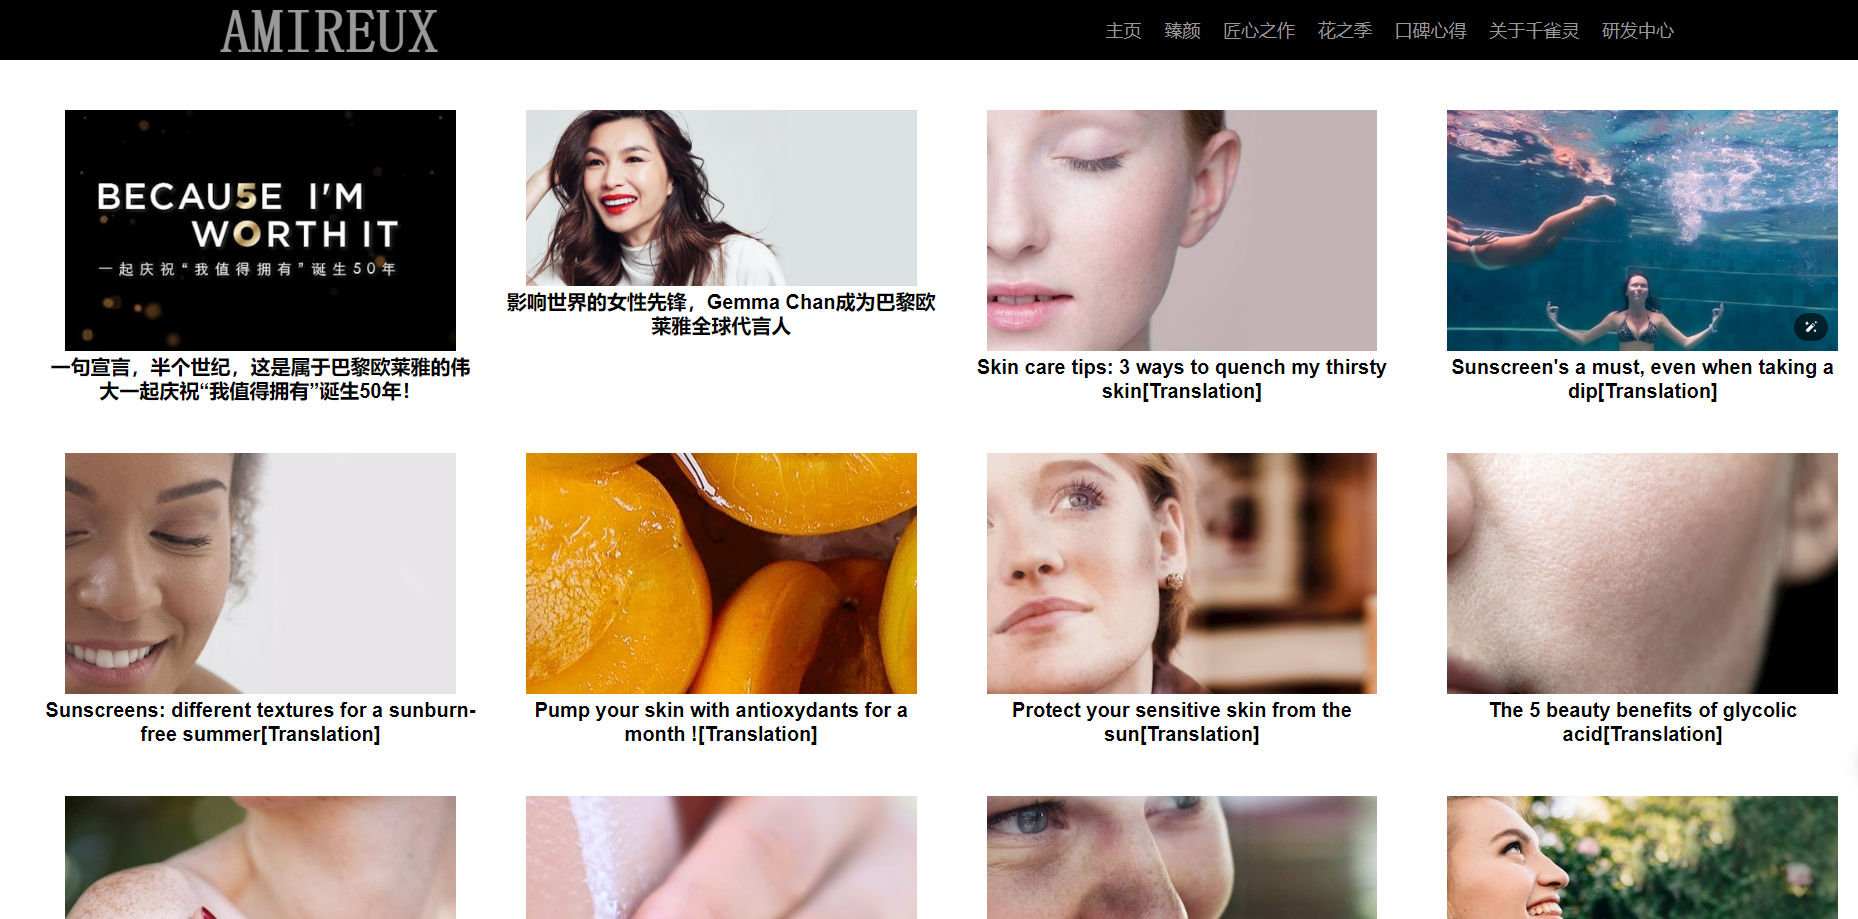 AMIREUX
主页 臻颜 匠心之作 花之季 口碑心得 关于千雀灵 研发中心
BECAU5E I'M
WORTH IT
一起庆祝“我值得拥有”诞生50年
一句宣言，半个世纪，这是属于巴黎欧莱雅的伟
大一起庆祝“我值得拥有”诞生50年！
影响世界的女性先锋，Gemma Chan成为巴黎欧
莱雅全球代言人
Skin care tips: 3 ways to quench my thirsty
skin[Translation]
Sunscreen's a must, even when taking a
dip[Translation]
Sunscreens: different textures for a sunburn-
free summer[Translation]
Pump your skin with antioxydants for a
month ![Translation]
Protect your sensitive skin from the
sun[Translation]
The 5 beauty benefits of glycolic
acid[Translation]